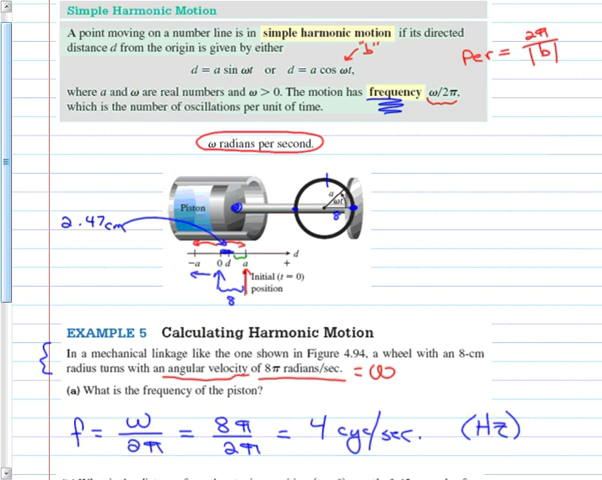 Simple Harmonic Motion
A point moving on a number line is in simple harmonic motion if its directed
distance d from the origin is given by either
"b"
d = a sin ωt or d = a cos ωt,
per = 2π/|b|
where a and ω are real numbers and ω > 0. The motion has frequency ω/2π,
which is the number of oscillations per unit of time.
ω radians per second.
Piston
a
ωt
8
2.47cm
−a 0 d a + d
Initial (t = 0)
position
8
EXAMPLE 5 Calculating Harmonic Motion
In a mechanical linkage like the one shown in Figure 4.94, a wheel with an 8-cm
radius turns with an angular velocity of 8π radians/sec. = ω
(a) What is the frequency of the piston?
f = ω/2π = 8π/2π = 4 cyc/sec. (Hz)